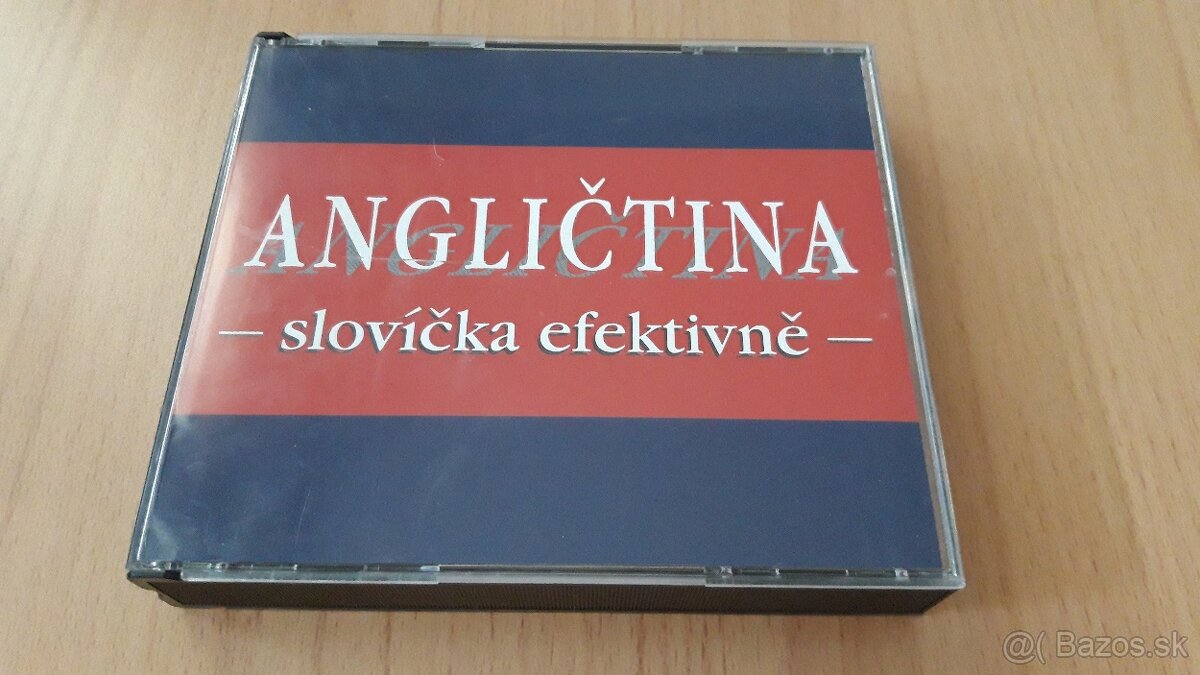 ANGLIČTINA
– slovíčka efektivně –
@( Bazos.sk